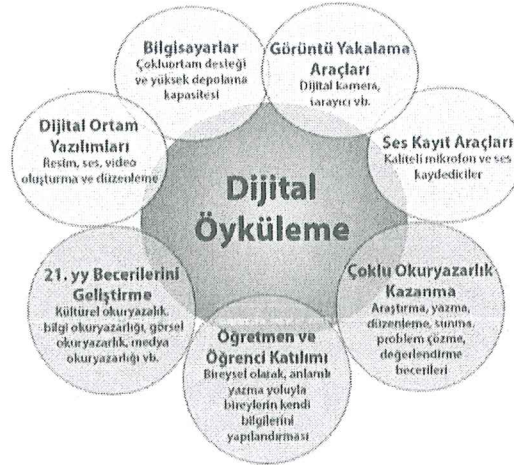 Bilgisayarlar
Çokluortam desteği
ve yüksek depolama
kapasitesi
Görüntü Yakalama
Araçları
Dijital kamera,
tarayıcı vb.
Ses Kayıt Araçları
Kaliteli mikrofon ve ses
kaydediciler
Çoklu Okuryazarlık
Kazanma
Araştırma, yazma,
düzenleme, sunma,
problem çözme,
değerlendirme
becerileri
Öğretmen ve
Öğrenci Katılımı
Bireysel olarak, anlamlı
yazma yoluyla
bireylerin kendi
bilgilerini
yapılandırması
21. yy Becerilerini
Geliştirme
Kültürel okuryazalık,
bilgi okuryazarlığı, görsel
okuryazarlık, medya
okuryazarlığı vb.
Dijital Ortam
Yazılımları
Resim, ses, video
oluşturma ve düzenleme
Dijital
Öyküleme